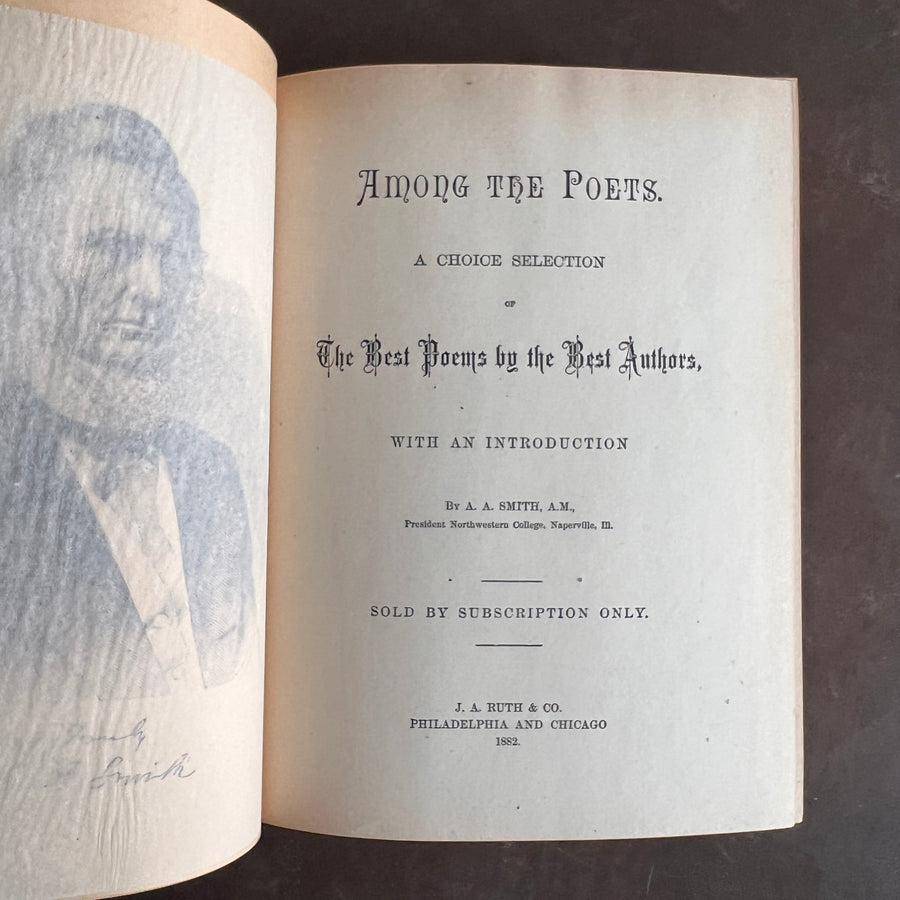 AMONG THE POETS.
A CHOICE SELECTION
OF
The Best Poems by the Best Authors,
WITH AN INTRODUCTION
By A. A. SMITH, A.M.,
President Northwestern College, Naperville, Ill.
SOLD BY SUBSCRIPTION ONLY.
J. A. RUTH & CO.
PHILADELPHIA AND CHICAGO
1882.
Smith